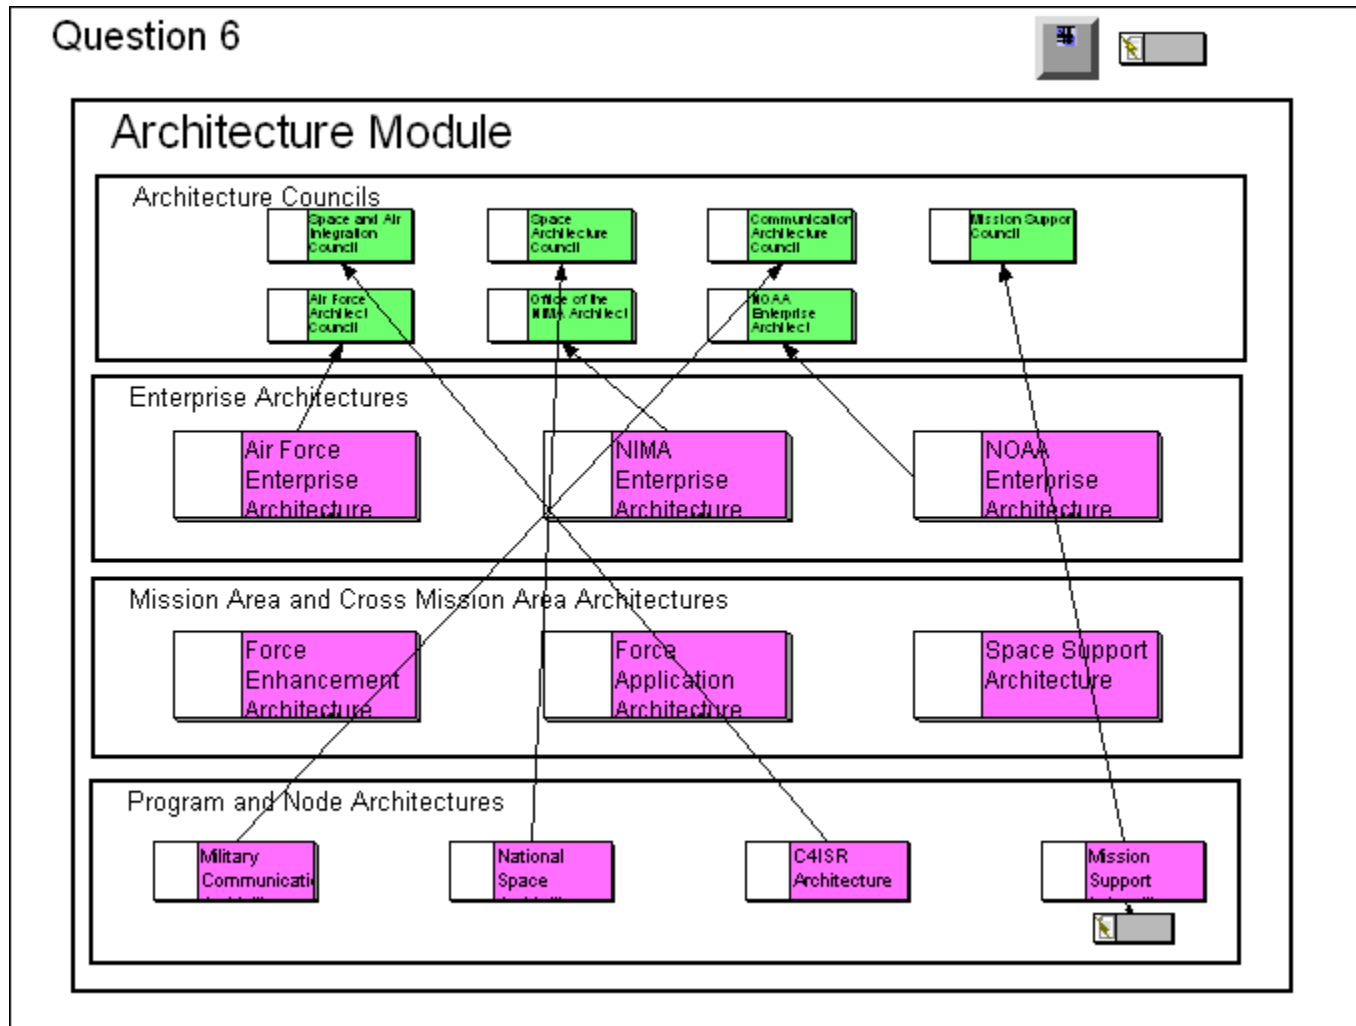 Question 6
Architecture Module
Architecture Councils
Space and Air
Integration
Council
Space
Architecture
Council
Communication
Architecture
Council
Mission Suppor
Council
Air Force
Architect
Council
Office of the
NIMA Architect
NOAA
Enterprise
Architect
Enterprise Architectures
Air Force
Enterprise
Architecture
NIMA
Enterprise
Architecture
NOAA
Enterprise
Architecture
Mission Area and Cross Mission Area Architectures
Force
Enhancement
Architecture
Force
Application
Architecture
Space Support
Architecture
Program and Node Architectures
Military
Communicati
National
Space
C4ISR
Architecture
Mission
Support